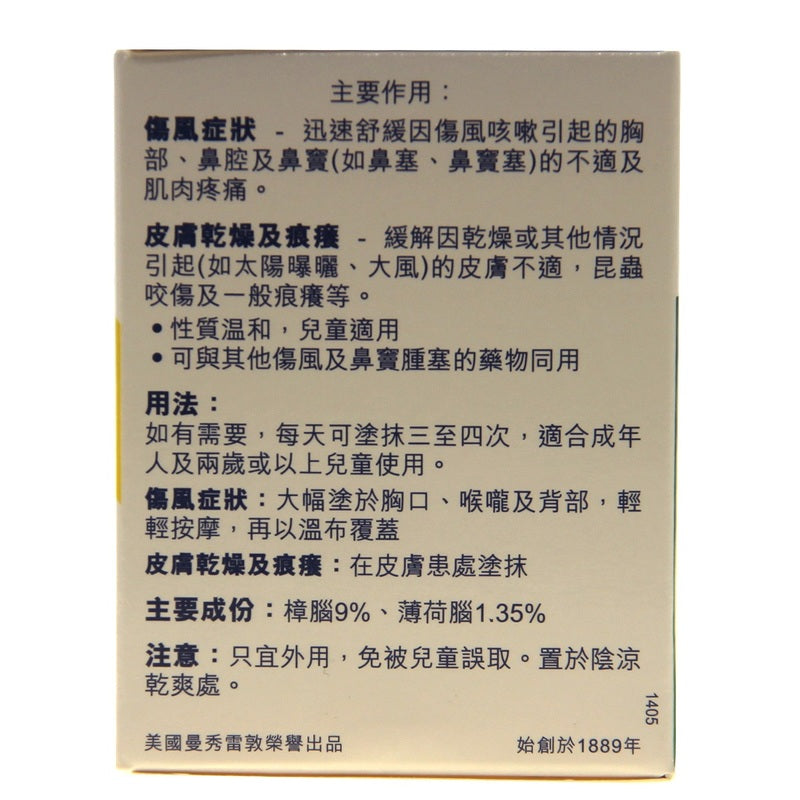 主要作用：
傷風症狀 - 迅速舒緩因傷風咳嗽引起的胸
部、鼻腔及鼻竇(如鼻塞、鼻竇塞)的不適及
肌肉疼痛。
皮膚乾燥及痕癢 - 緩解因乾燥或其他情況
引起(如太陽曝曬、大風)的皮膚不適，昆蟲
咬傷及一般痕癢等。
•性質温和，兒童適用
•可與其他傷風及鼻竇腫塞的藥物同用
用法：
如有需要，每天可塗抹三至四次，適合成年
人及兩歲或以上兒童使用。
傷風症狀：大幅塗於胸口、喉嚨及背部，輕
輕按摩，再以溫布覆蓋
皮膚乾燥及痕癢：在皮膚患處塗抹
主要成份：樟腦9%、薄荷腦1.35%
注意：只宜外用，免被兒童誤取。置於陰涼
乾爽處。
1405
美國曼秀雷敦榮譽出品 始創於1889年